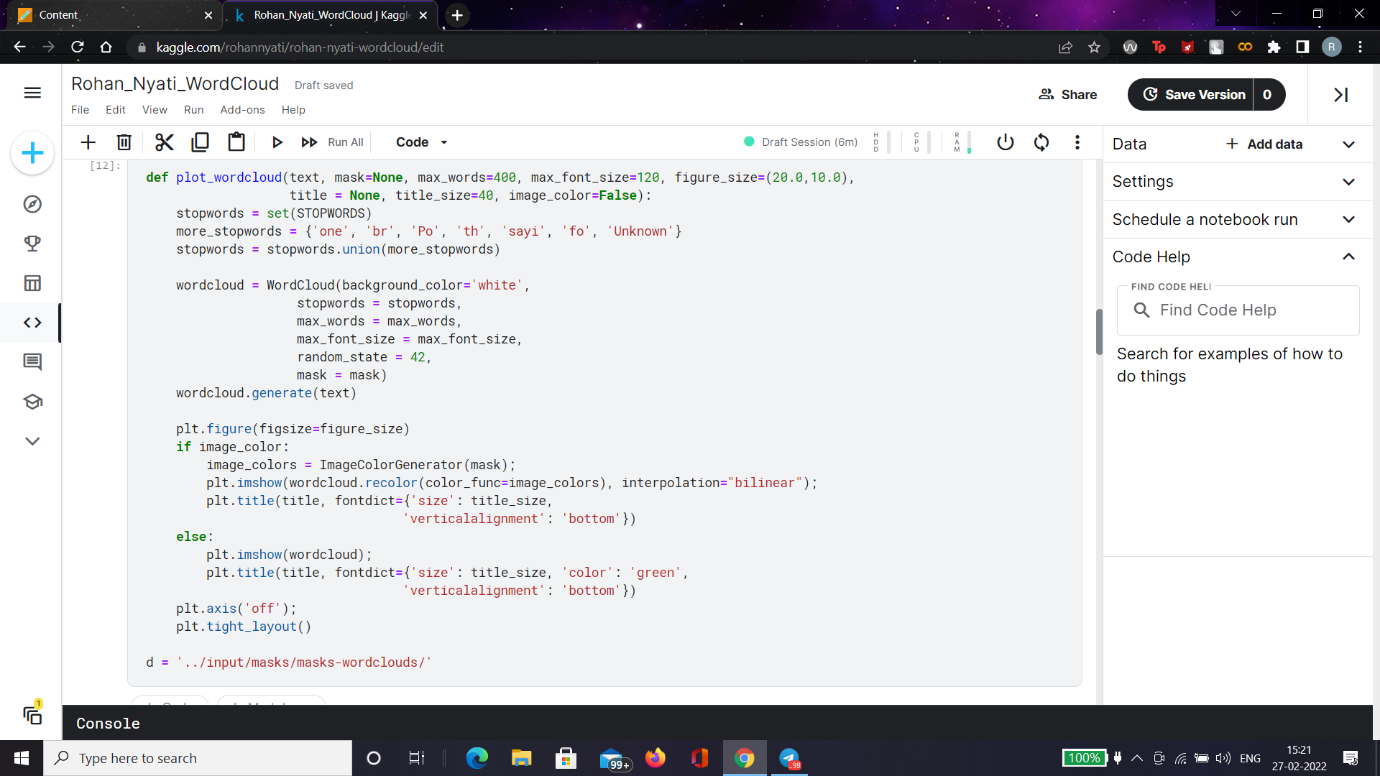 Content
Rohan_Nyati_WordCloud | Kaggle
kaggle.com/rohannyati/rohan-nyati-wordcloud/edit
Tp
R
Rohan_Nyati_WordCloud
Draft saved
File Edit View Run Add-ons Help
Share
Save Version 0
Run All
Code
Draft Session (6m)
HDD
CPU
RAM
[12]:
def plot_wordcloud(text, mask=None, max_words=400, max_font_size=120, figure_size=(20.0,10.0),
title = None, title_size=40, image_color=False):
stopwords = set(STOPWORDS)
more_stopwords = {'one', 'br', 'Po', 'th', 'sayi', 'fo', 'Unknown'}
stopwords = stopwords.union(more_stopwords)
wordcloud = WordCloud(background_color='white',
stopwords = stopwords,
max_words = max_words,
max_font_size = max_font_size,
random_state = 42,
mask = mask)
wordcloud.generate(text)
plt.figure(figsize=figure_size)
if image_color:
image_colors = ImageColorGenerator(mask);
plt.imshow(wordcloud.recolor(color_func=image_colors), interpolation="bilinear");
plt.title(title, fontdict={'size': title_size,
'verticalalignment': 'bottom'})
else:
plt.imshow(wordcloud);
plt.title(title, fontdict={'size': title_size, 'color': 'green',
'verticalalignment': 'bottom'})
plt.axis('off');
plt.tight_layout()
d = '../input/masks/masks-wordclouds/'
Data
+ Add data
Settings
Schedule a notebook run
Code Help
FIND CODE HEL
Find Code Help
Search for examples of how to
do things
1
Console
Type here to search
99+
98
100%
ENG
15:21
27-02-2022